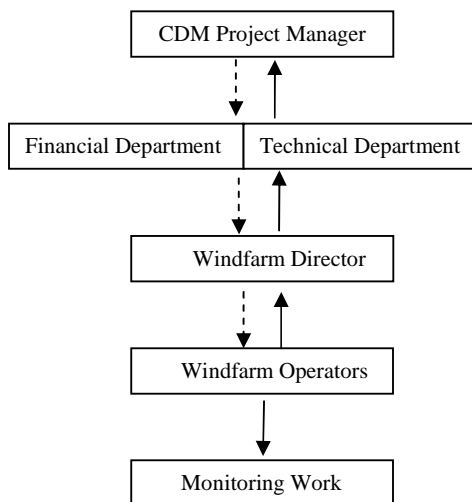 CDM Project Manager
Financial Department
Technical Department
Windfarm Director
Windfarm Operators
Monitoring Work